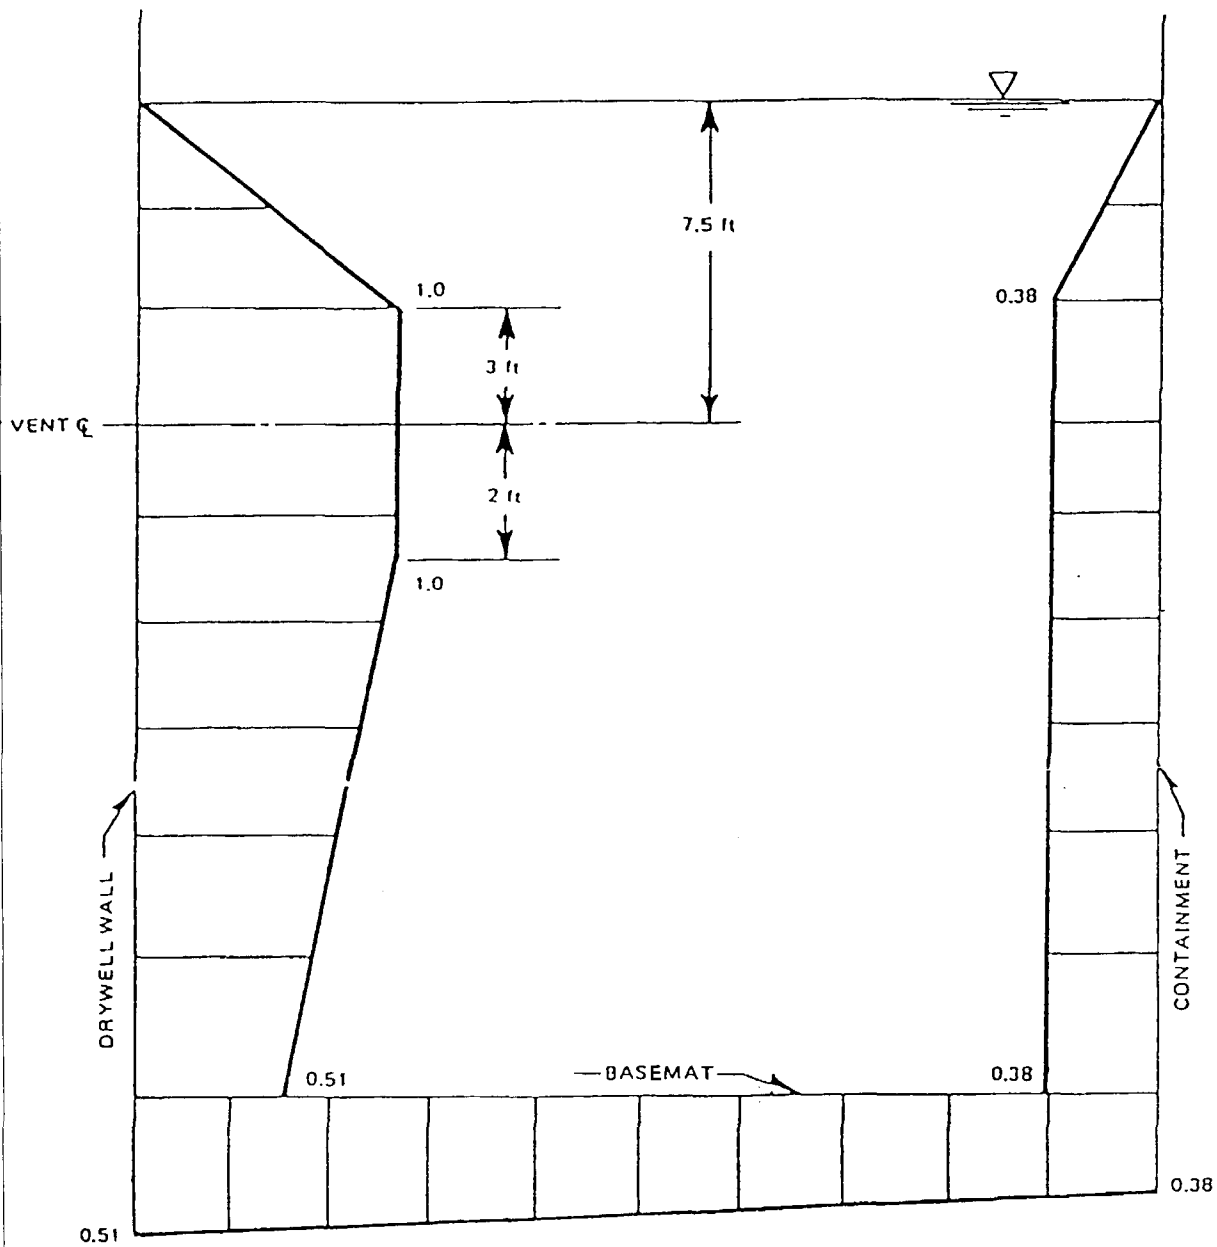 7.5 ft
1.0
0.38
3 ft
VENT ℄
2 ft
1.0
DRYWELL WALL
CONTAINMENT
0.51
BASEMAT
0.38
0.38
0.51